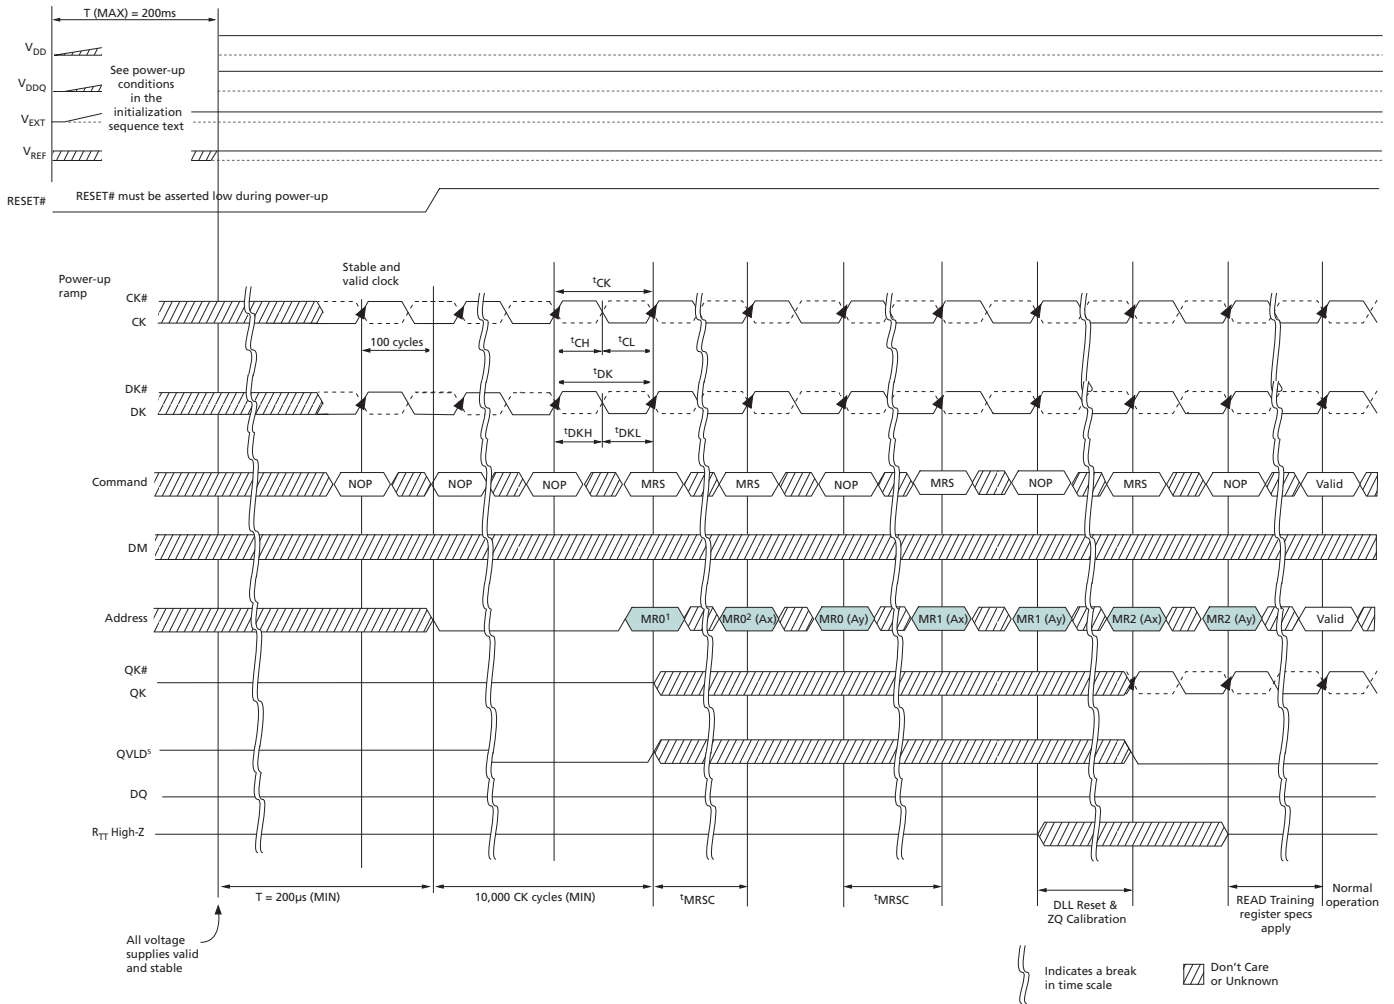 T (MAX) = 200ms
VDD
VDDQ
VEXT
VREF
See power-up
conditions
in the
initialization
sequence text
RESET#
RESET# must be asserted low during power-up
Power-up
ramp
Stable and
valid clock
CK#
CK
100 cycles
tCK
tCH
tCL
DK#
DK
tDK
tDKH
tDKL
Command
NOP
NOP
NOP
MRS
MRS
NOP
MRS
NOP
MRS
NOP
Valid
DM
Address
MR0¹
MR0² (Ax)
MR0 (Ay)
MR1 (Ax)
MR1 (Ay)
MR2 (Ax)
MR2 (Ay)
Valid
QK#
QK
QVLDs
DQ
RTT High-Z
T = 200µs (MIN)
10,000 CK cycles (MIN)
tMRSC
tMRSC
DLL Reset &
ZQ Calibration
READ Training
register specs
apply
Normal
operation
All voltage
supplies valid
and stable
Indicates a break
in time scale
Don't Care
or Unknown